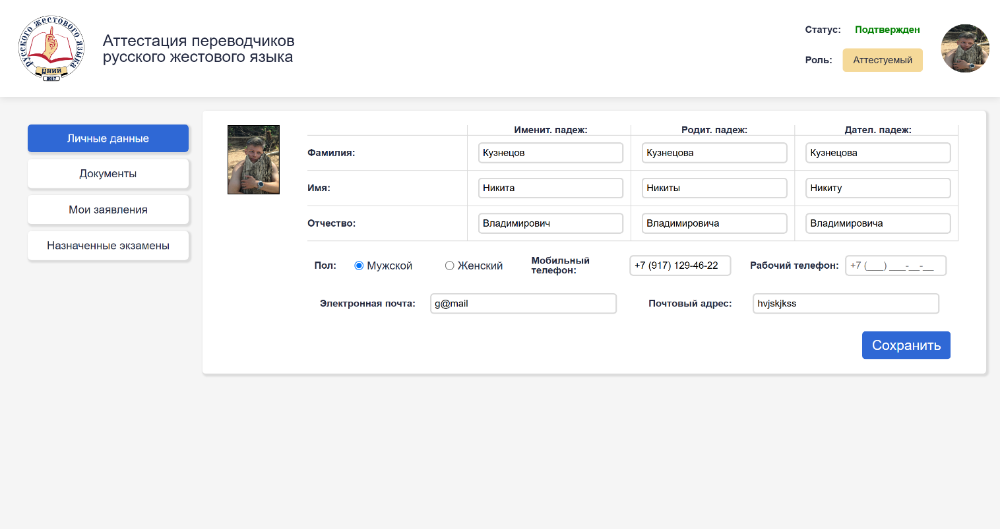 русского жестового языка
ЦНИИ
2017
Аттестация переводчиков
русского жестового языка
Статус: Подтвержден
Роль: Аттестуемый
Личные данные
Документы
Мои заявления
Назначенные экзамены
Именит. падеж: Родит. падеж: Дател. падеж:
Фамилия: Кузнецов Кузнецова Кузнецова
Имя: Никита Никиты Никиту
Отчество: Владимирович Владимировича Владимировича
Пол: Мужской Женский Мобильный телефон: +7 (917) 129-46-22 Рабочий телефон: +7 (___) ___-__-__
Электронная почта: g@mail Почтовый адрес: hvjskjkss
Сохранить